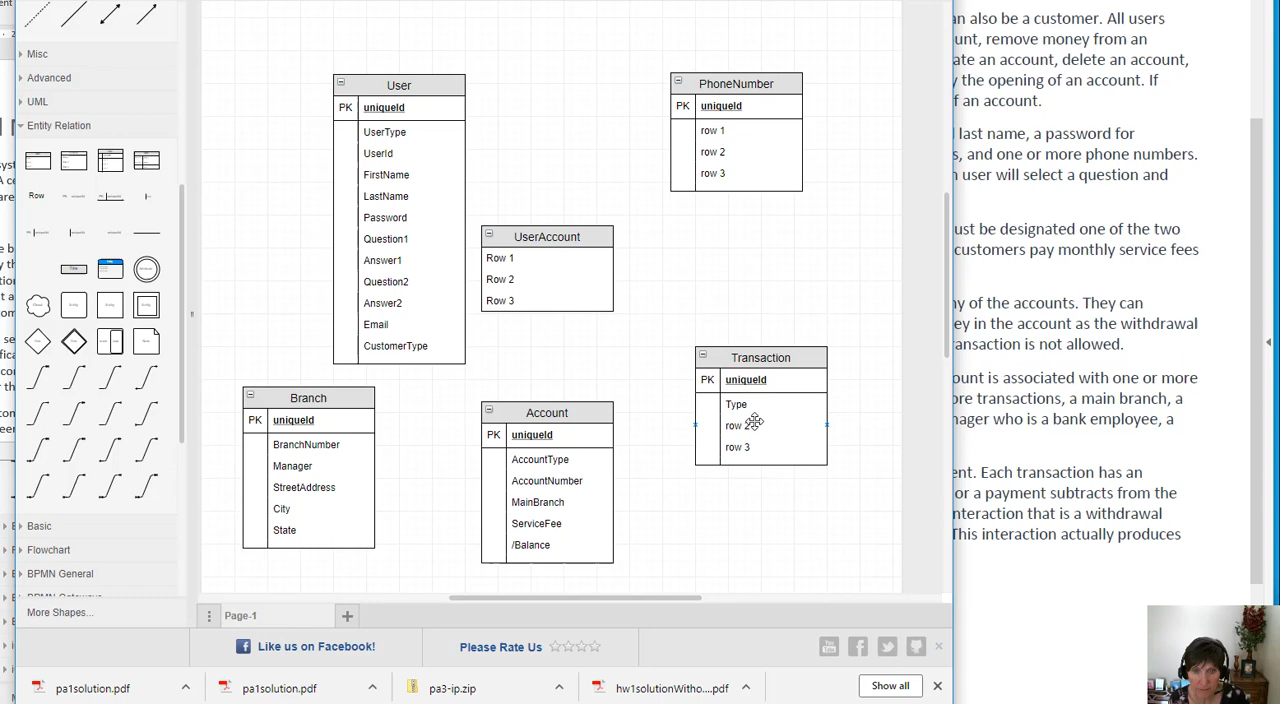 Misc
Advanced
UML
Entity Relation
Row
Basic
Flowchart
BPMN General
More Shapes...
User
PK uniqueId
UserType
UserId
FirstName
LastName
Password
Question1
Answer1
Question2
Answer2
Email
CustomerType
PhoneNumber
PK uniqueId
row 1
row 2
row 3
UserAccount
Row 1
Row 2
Row 3
Transaction
PK uniqueId
Type
row 2
row 3
Branch
PK uniqueId
BranchNumber
Manager
StreetAddress
City
State
Account
PK uniqueId
AccountType
AccountNumber
MainBranch
ServiceFee
/Balance
Page-1
Like us on Facebook!
Please Rate Us
pa1solution.pdf
pa1solution.pdf
pa3-ip.zip
hw1solutionWitho....pdf
Show all
an also be a customer. All users
unt, remove money from an
ate an account, delete an account,
y the opening of an account. If
f an account.
last name, a password for
s, and one or more phone numbers.
n user will select a question and
ust be designated one of the two
customers pay monthly service fees
ny of the accounts. They can
ey in the account as the withdrawal
ransaction is not allowed.
ount is associated with one or more
ore transactions, a main branch, a
nager who is a bank employee, a
ent. Each transaction has an
or a payment subtracts from the
interaction that is a withdrawal
This interaction actually produces